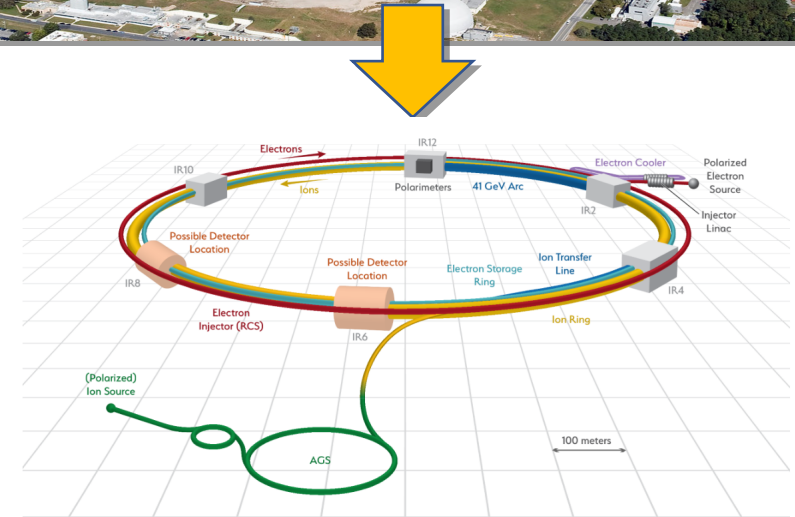 IR12
Electrons
Electron Cooler
Polarized
Electron
Source
IR10
Ions
Polarimeters
41 GeV Arc
IR2
Injector
Linac
Possible Detector
Location
Possible Detector
Location
Ion Transfer
Line
Electron Storage
Ring
IR8
IR4
Electron
Injector (RCS)
Ion Ring
IR6
(Polarized)
Ion Source
100 meters
AGS